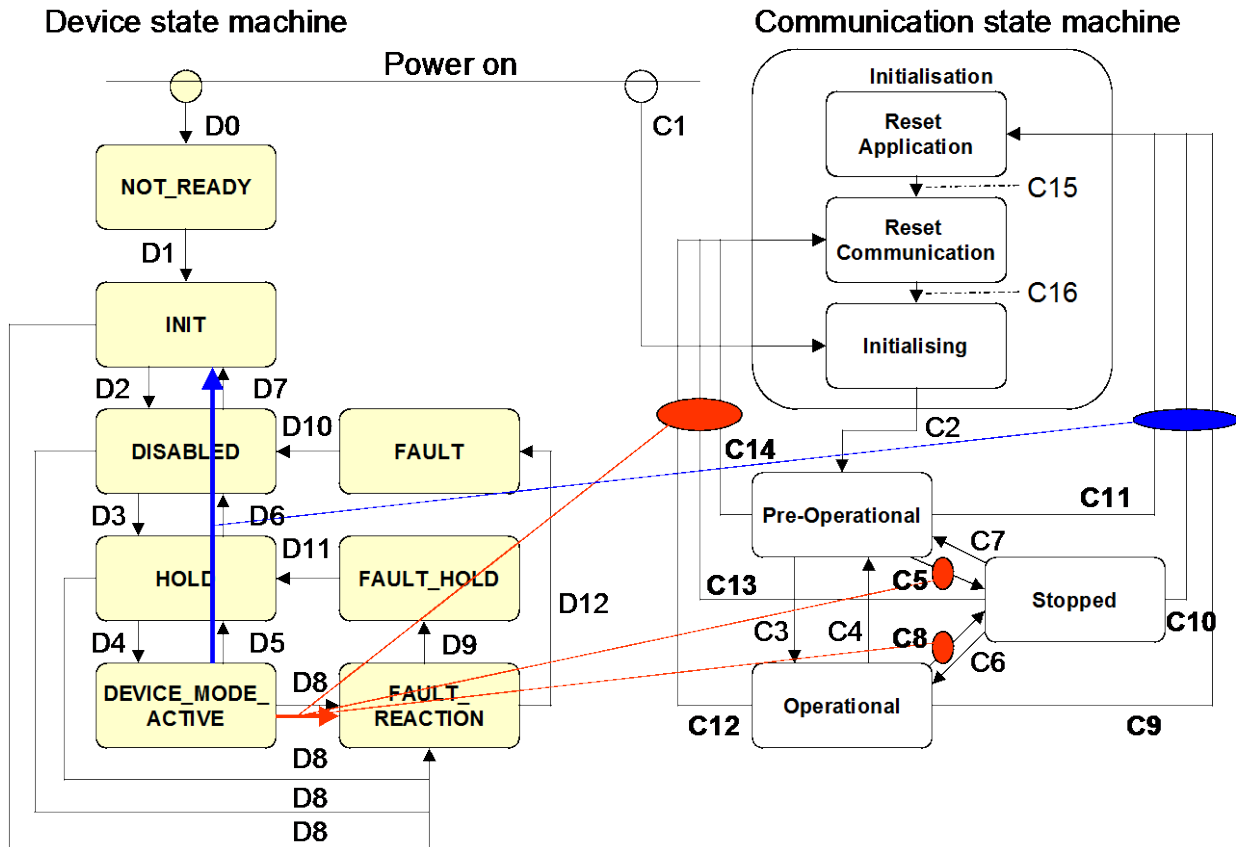 Device state machine
Communication state machine
Power on
Initialisation
D0
C1
Reset
Application
NOT_READY
C15
Reset
Communication
D1
C16
INIT
Initialising
D2
D7
D10
C2
DISABLED
FAULT
C14
C11
D3
D6
Pre-Operational
D11
C7
HOLD
FAULT_HOLD
C5
C13
Stopped
D12
C10
D4
D5
D9
C3
C4
C8
C6
DEVICE_MODE_
ACTIVE
D8
FAULT_
REACTION
Operational
C12
C9
D8
D8
D8